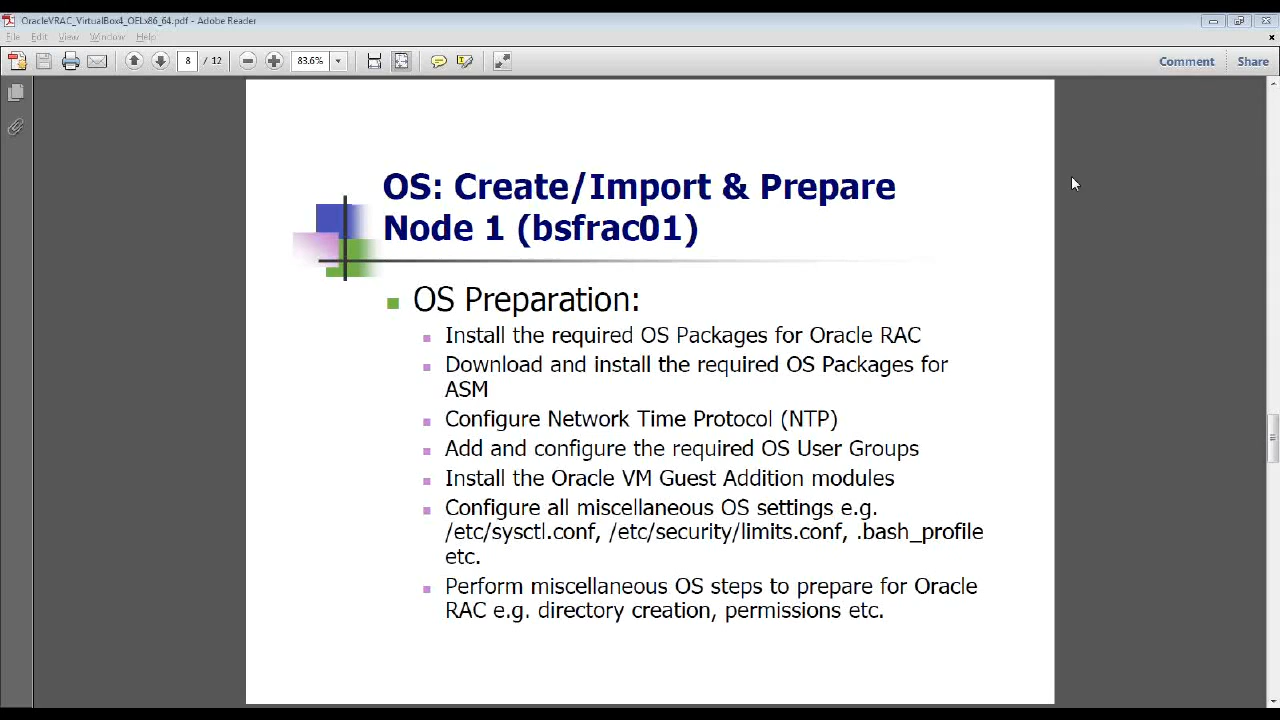 OracleVRAC_VirtualBox4_OELx86_64.pdf - Adobe Reader
File Edit View Window Help
8 / 12 83.6% Comment Share
OS: Create/Import & Prepare
Node 1 (bsfrac01)
OS Preparation:
Install the required OS Packages for Oracle RAC
Download and install the required OS Packages for
ASM
Configure Network Time Protocol (NTP)
Add and configure the required OS User Groups
Install the Oracle VM Guest Addition modules
Configure all miscellaneous OS settings e.g.
/etc/sysctl.conf, /etc/security/limits.conf, .bash_profile
etc.
Perform miscellaneous OS steps to prepare for Oracle
RAC e.g. directory creation, permissions etc.